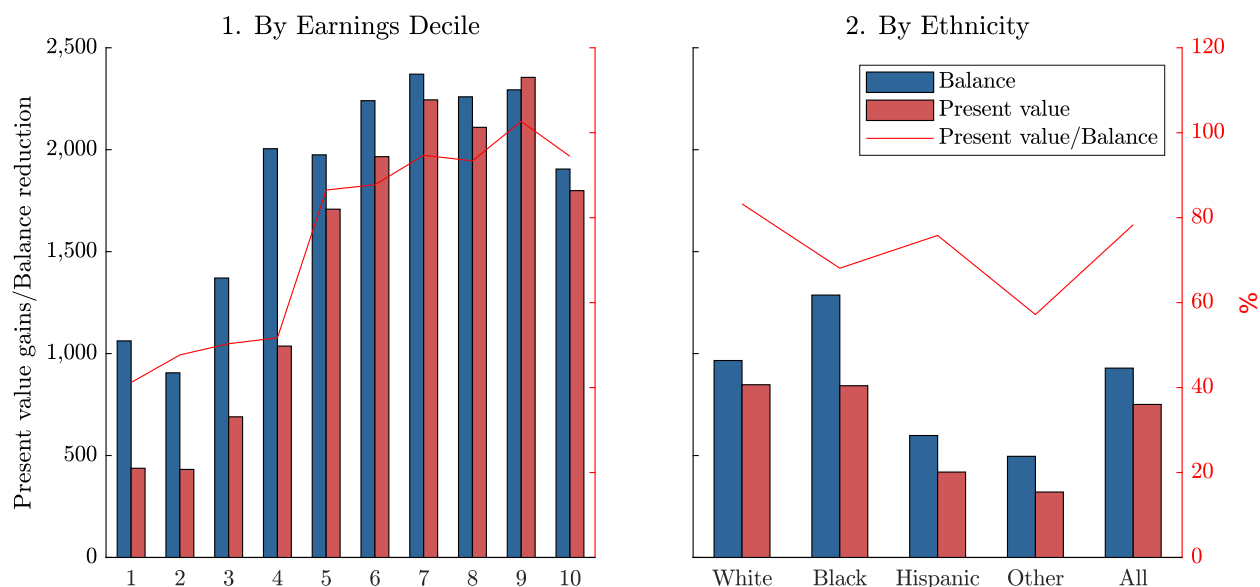 1. By Earnings Decile
Present value gains/Balance reduction
2,500
2,000
1,500
1,000
500
0
1 2 3 4 5 6 7 8 9 10
2. By Ethnicity
Balance
Present value
Present value/Balance
120
100
80
60
40
20
0
%
White Black Hispanic Other All